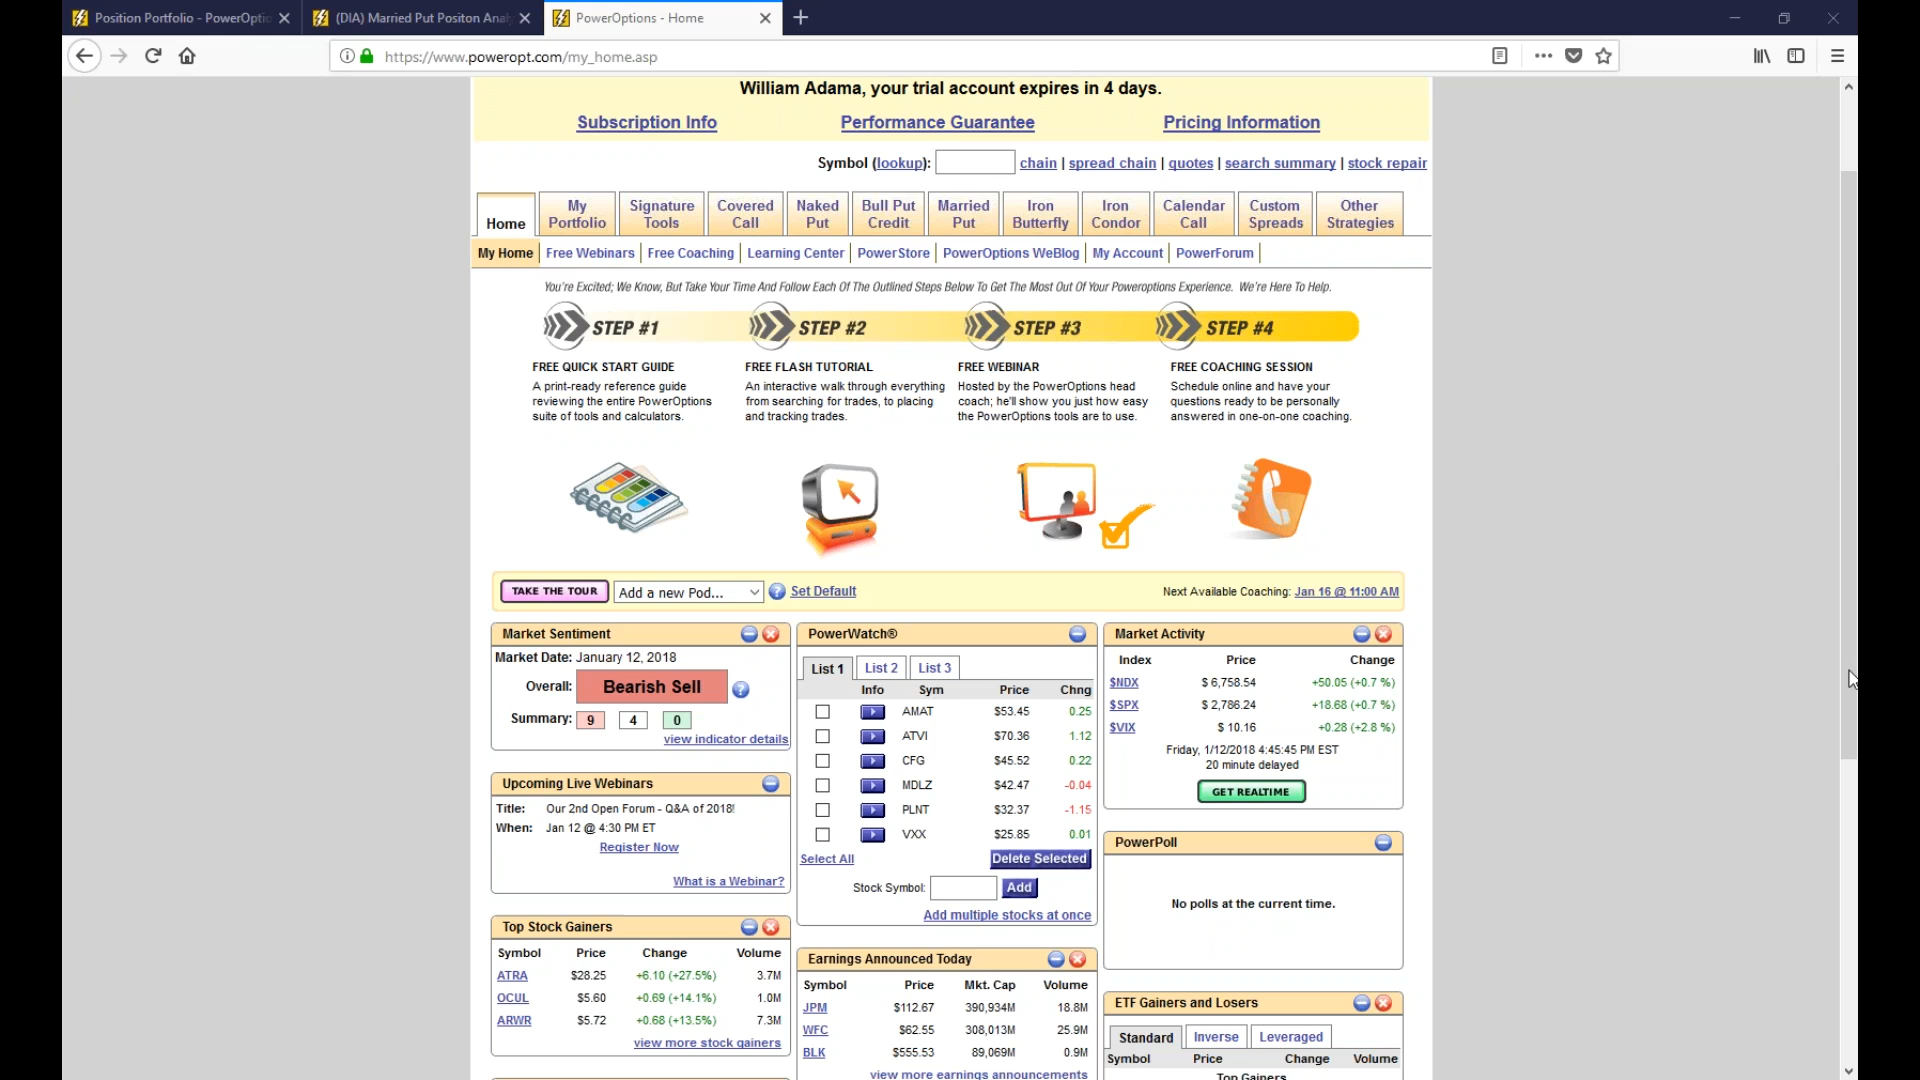 Position Portfolio - PowerOptio
(DIA) Married Put Positon Anal
PowerOptions - Home
https://www.poweropt.com/my_home.asp
William Adama, your trial account expires in 4 days.
Subscription Info Performance Guarantee Pricing Information
Symbol (lookup): chain | spread chain | quotes | search summary | stock repair
Home
My Portfolio
Signature Tools
Covered Call
Naked Put
Bull Put Credit
Married Put
Iron Butterfly
Iron Condor
Calendar Call
Custom Spreads
Other Strategies
My Home | Free Webinars | Free Coaching | Learning Center | PowerStore | PowerOptions WeBlog | My Account | PowerForum |
You're Excited; We Know, But Take Your Time And Follow Each Of The Outlined Steps Below To Get The Most Out Of Your Poweroptions Experience. We're Here To Help.
STEP #1 STEP #2 STEP #3 STEP #4
FREE QUICK START GUIDE
A print-ready reference guide
reviewing the entire PowerOptions
suite of tools and calculators.
FREE FLASH TUTORIAL
An interactive walk through everything
from searching for trades, to placing
and tracking trades.
FREE WEBINAR
Hosted by the PowerOptions head
coach; he'll show you just how easy
the PowerOptions tools are to use.
FREE COACHING SESSION
Schedule online and have your
questions ready to be personally
answered in one-on-one coaching.
TAKE THE TOUR Add a new Pod... ? Set Default Next Available Coaching: Jan 16 @ 11:00 AM
Market Sentiment
Market Date: January 12, 2018
Overall: Bearish Sell ?
Summary: 9 4 0
view indicator details
Upcoming Live Webinars
Title: Our 2nd Open Forum - Q&A of 2018!
When: Jan 12 @ 4:30 PM ET
Register Now
What is a Webinar?
Top Stock Gainers
Symbol Price Change Volume
ATRA $28.25 +6.10 (+27.5%) 3.7M
OCUL $5.60 +0.69 (+14.1%) 1.0M
ARWR $5.72 +0.68 (+13.5%) 7.3M
view more stock gainers
PowerWatch®
List 1 List 2 List 3
Info Sym Price Chng
AMAT $53.45 0.25
ATVI $70.36 1.12
CFG $45.52 0.22
MDLZ $42.47 -0.04
PLNT $32.37 -1.15
VXX $25.85 0.01
Select All Delete Selected
Stock Symbol: Add
Add multiple stocks at once
Earnings Announced Today
Symbol Price Mkt. Cap Volume
JPM $112.67 390,934M 18.8M
WFC $62.55 308,013M 25.9M
BLK $555.53 89,069M 0.9M
view more earnings announcements
Market Activity
Index Price Change
$NDX $ 6,758.54 +50.05 (+0.7 %)
$SPX $ 2,786.24 +18.68 (+0.7 %)
$VIX $ 10.16 +0.28 (+2.8 %)
Friday, 1/12/2018 4:45:45 PM EST
20 minute delayed
GET REALTIME
PowerPoll
No polls at the current time.
ETF Gainers and Losers
Standard Inverse Leveraged
Symbol Price Change Volume
Top Gainers